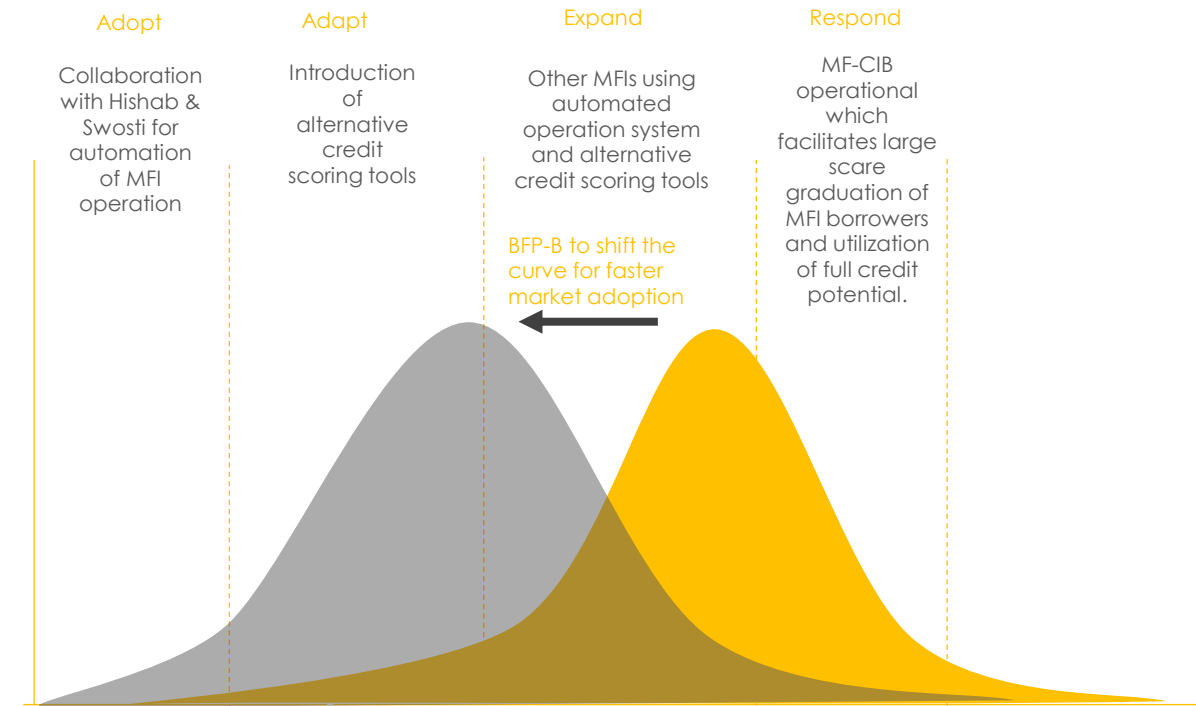 Adopt
Collaboration
with Hishab &
Swosti for
automation
of MFI
operation
Adapt
Introduction
of
alternative
credit
scoring tools
Expand
Other MFIs using
automated
operation system
and alternative
credit scoring tools
BFP-B to shift the
curve for faster
market adoption
Respond
MF-CIB
operational
which
facilitates large
scare
graduation of
MFI borrowers
and utilization
of full credit
potential.